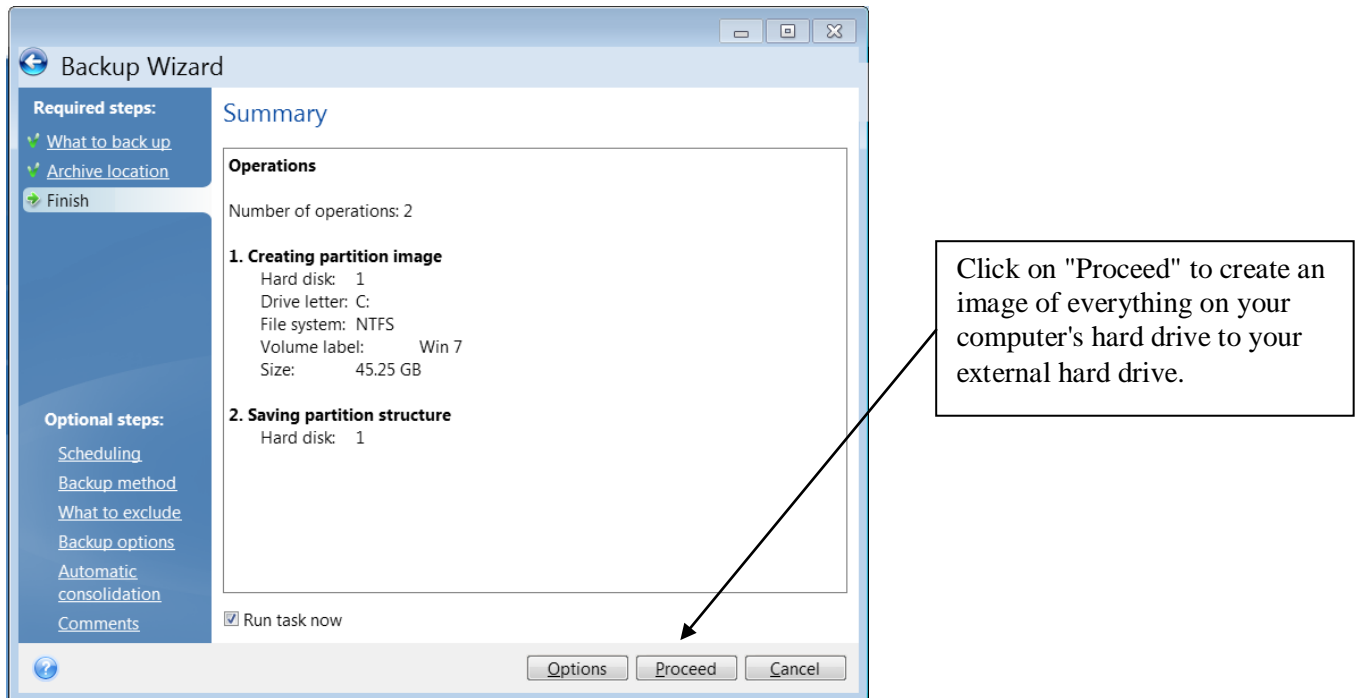 Backup Wizard
Required steps:
What to back up
Archive location
Finish
Optional steps:
Scheduling
Backup method
What to exclude
Backup options
Automatic
consolidation
Comments
Summary
Operations
Number of operations: 2
1. Creating partition image
Hard disk: 1
Drive letter: C:
File system: NTFS
Volume label: Win 7
Size: 45.25 GB
2. Saving partition structure
Hard disk: 1
Run task now
Options Proceed Cancel
Click on "Proceed" to create an
image of everything on your
computer's hard drive to your
external hard drive.